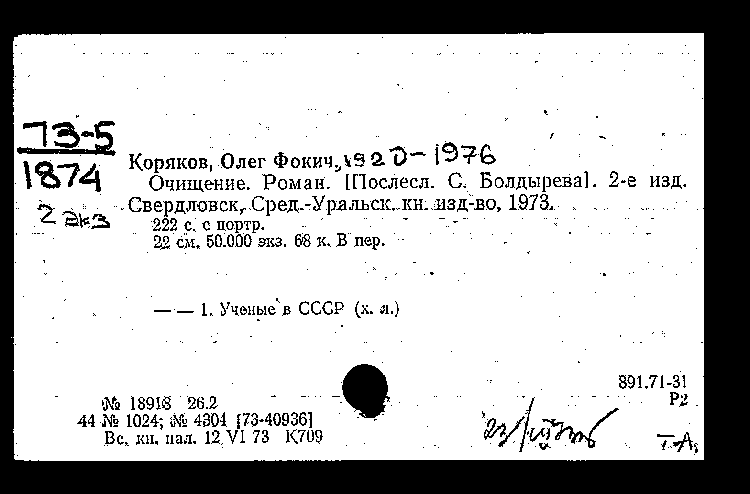 73-5
1874
2 экз
Коряков, Олег Фокич, 1920-1976
Очищение. Роман. [Послесл. С. Болдырева]. 2-е изд.
Свердловск, Сред.-Уральск. кн. изд-во, 1973.
222 с. с портр.
22 см. 50.000 экз. 68 к. В пер.
— — 1. Ученые в СССР (х. л.)
891.71-31
Р2
№ 18918 26.2
44 № 1024; № 4304 [73-40936]
Вс. кн. пал. 12 VI 73 К709
23/
Т-А,